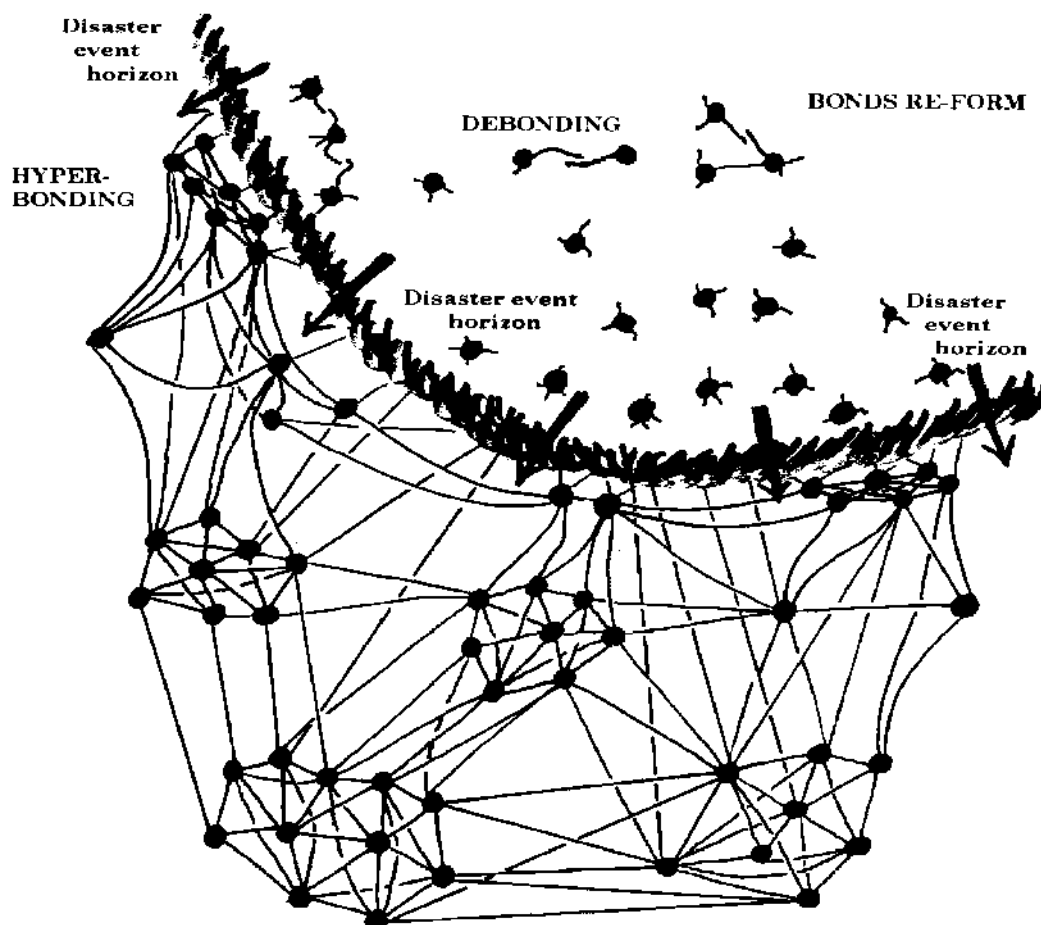 Disaster
event
horizon
DEBONDING
BONDS RE-FORM
HYPER-
BONDING
Disaster event
horizon
Disaster
event
horizon